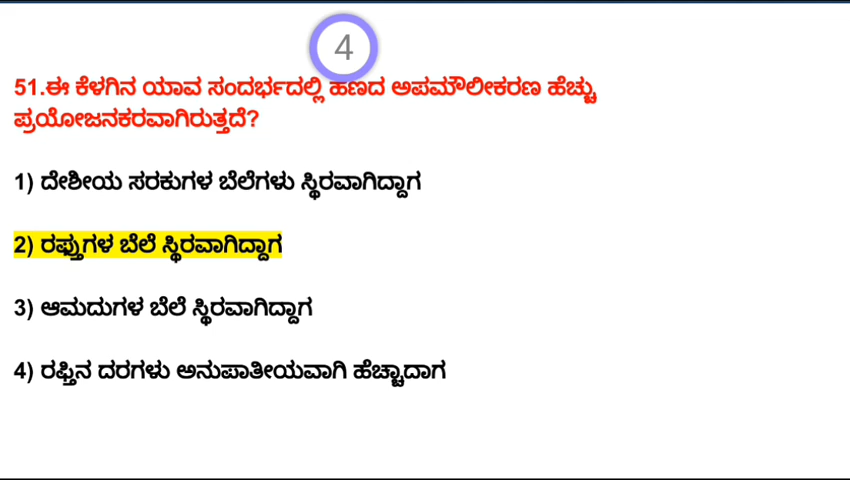 4
51.ಈ ಕೆಳಗಿನ ಯಾವ ಸಂದರ್ಭದಲ್ಲಿ ಹಣದ ಅಪಮೌಲೀಕರಣ ಹೆಚ್ಚು
ಪ್ರಯೋಜನಕರವಾಗಿರುತ್ತದೆ?
1) ದೇಶೀಯ ಸರಕುಗಳ ಬೆಲೆಗಳು ಸ್ಥಿರವಾಗಿದ್ದಾಗ
2) ರಫ್ತುಗಳ ಬೆಲೆ ಸ್ಥಿರವಾಗಿದ್ದಾಗ
3) ಆಮದುಗಳ ಬೆಲೆ ಸ್ಥಿರವಾಗಿದ್ದಾಗ
4) ರಫ್ತಿನ ದರಗಳು ಅನುಪಾತೀಯವಾಗಿ ಹೆಚ್ಚಾದಾಗ